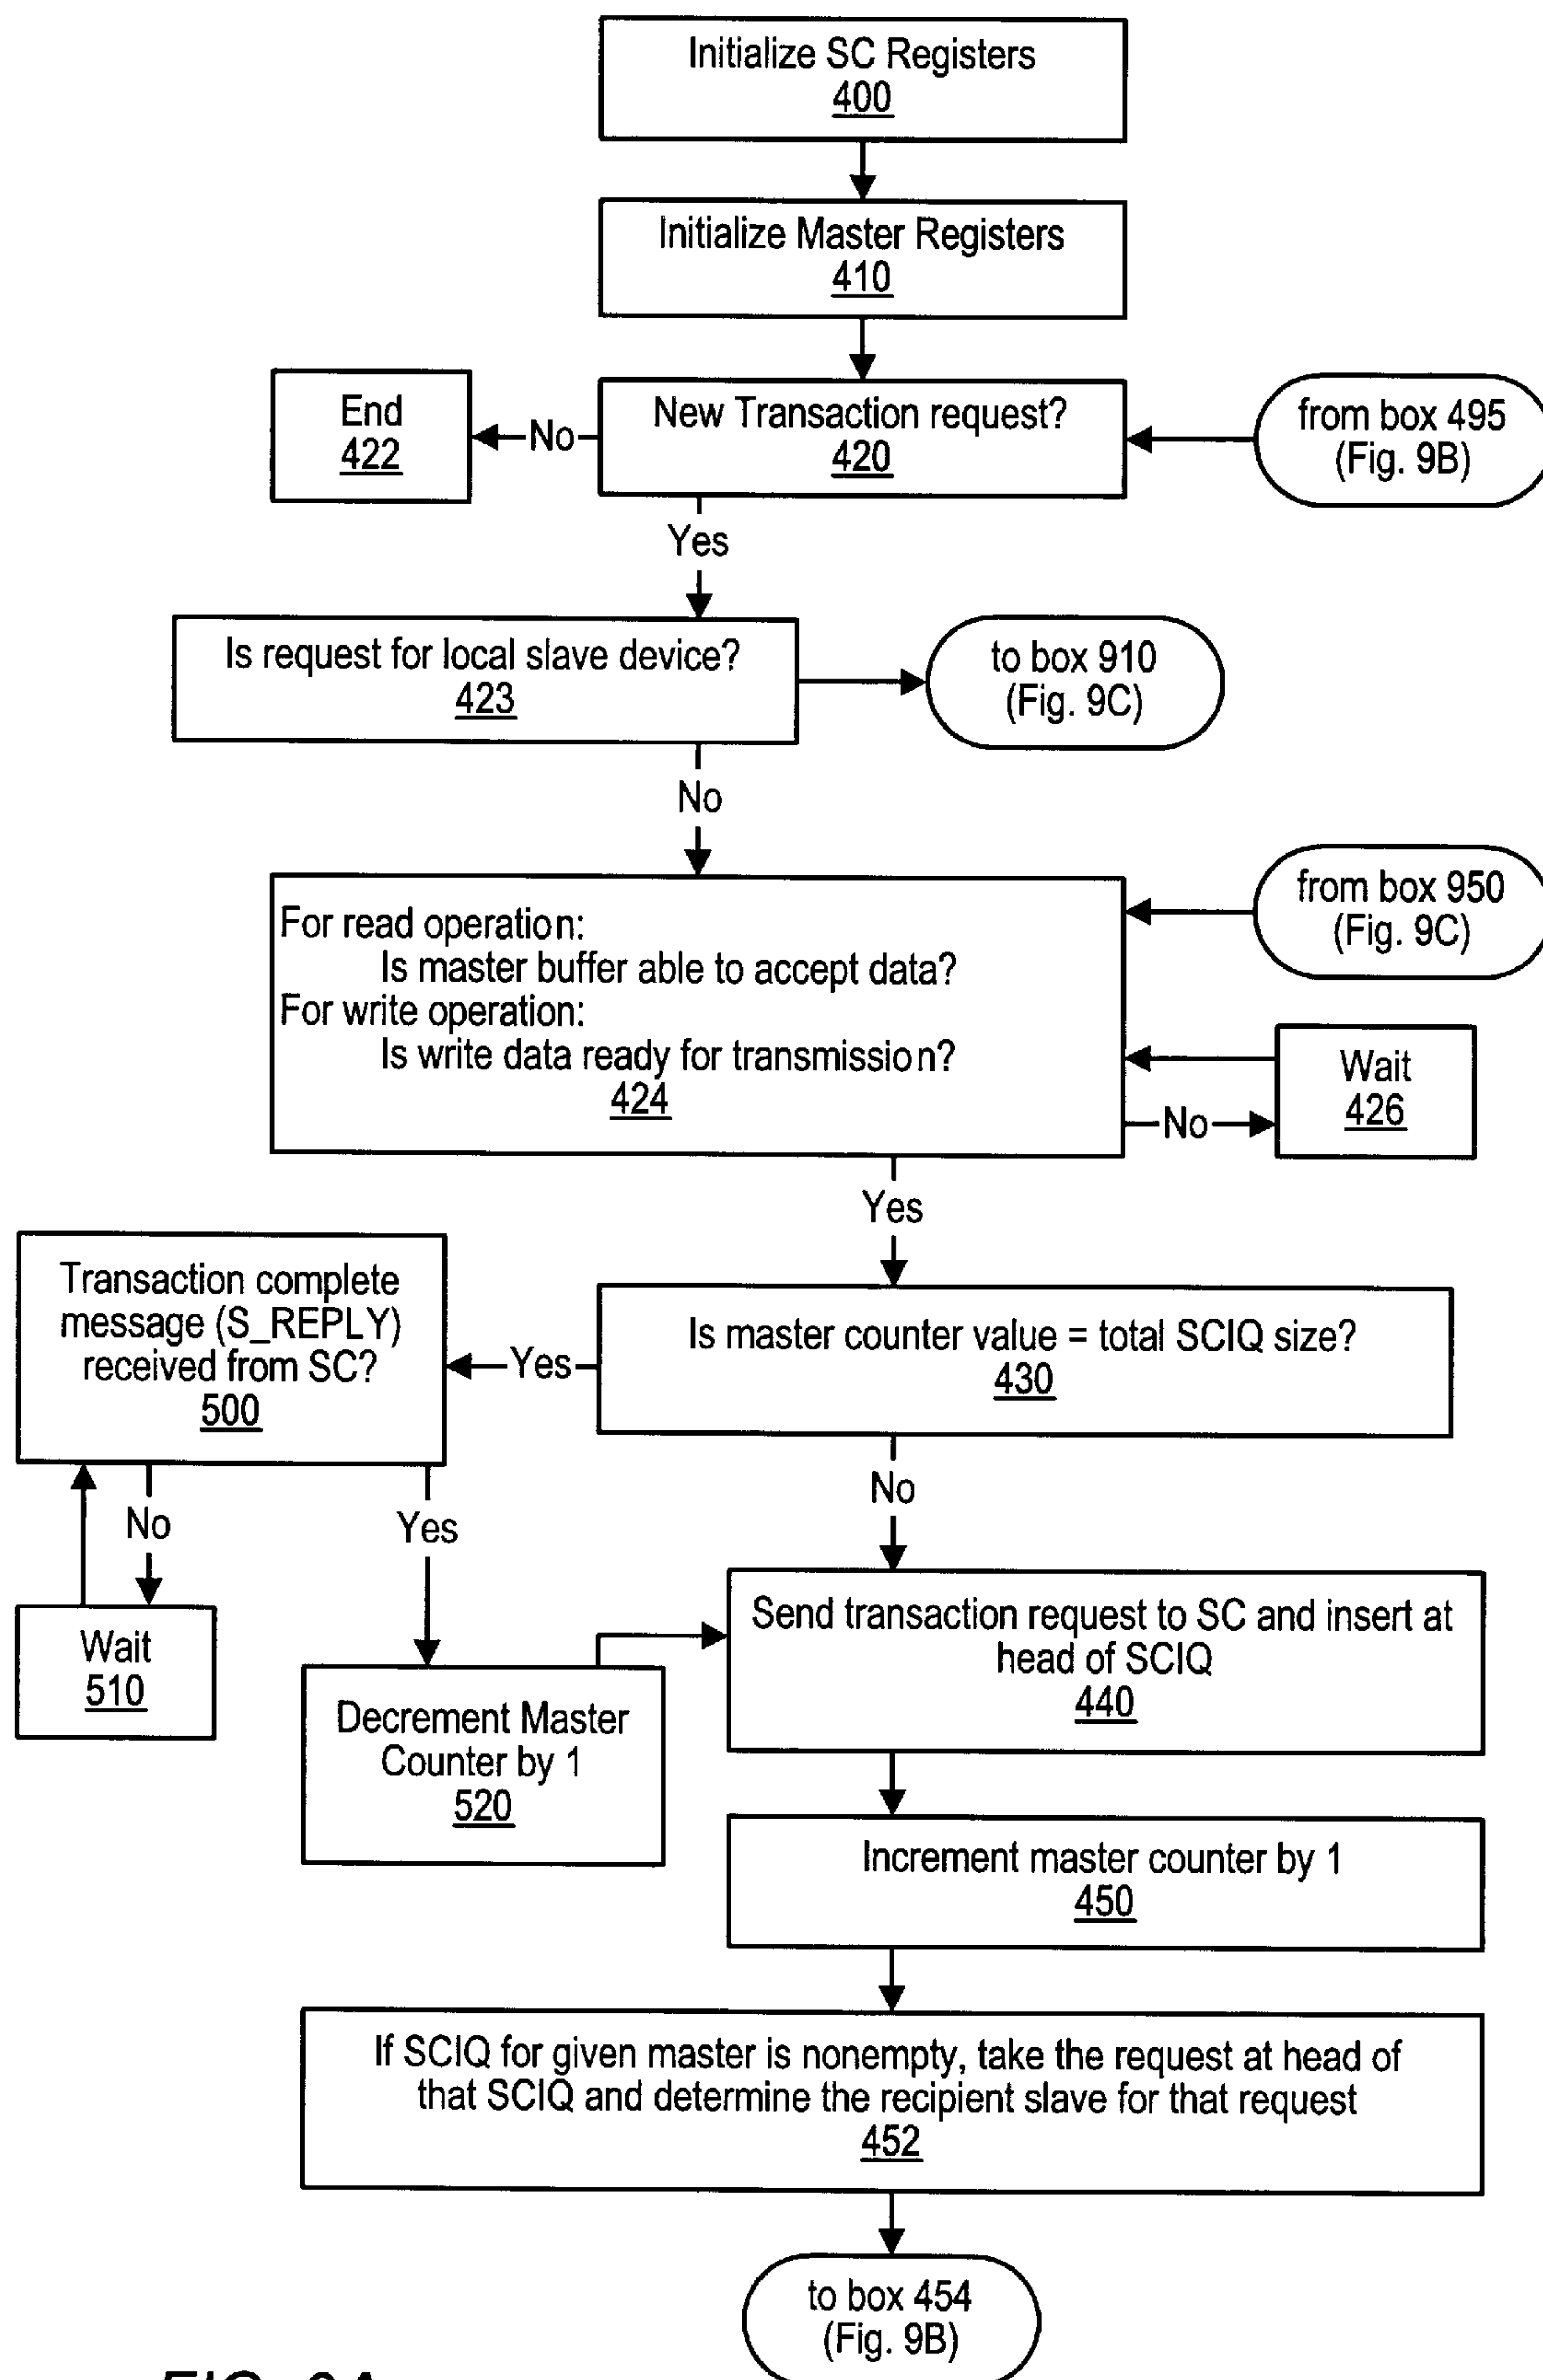 Initialize SC Registers
400
Initialize Master Registers
410
End
422
No
New Transaction request?
420
from box 495
(Fig. 9B)
Yes
Is request for local slave device?
423
to box 910
(Fig. 9C)
No
For read operation:
Is master buffer able to accept data?
For write operation:
Is write data ready for transmission?
424
from box 950
(Fig. 9C)
Wait
426
No
Yes
Transaction complete
message (S_REPLY)
received from SC?
500
Yes
Is master counter value = total SCIQ size?
430
No
Yes
No
Wait
510
Decrement Master
Counter by 1
520
Send transaction request to SC and insert at
head of SCIQ
440
Increment master counter by 1
450
If SCIQ for given master is nonempty, take the request at head of
that SCIQ and determine the recipient slave for that request
452
to box 454
(Fig. 9B)